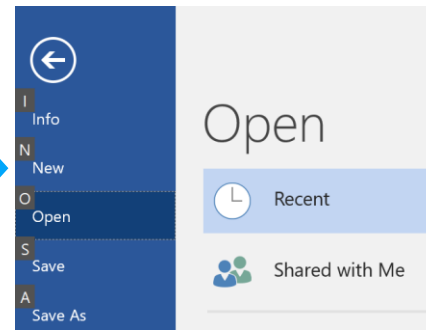 I
Info
N
New
O
Open
S
Save
A
Save As
Open
Recent
Shared with Me